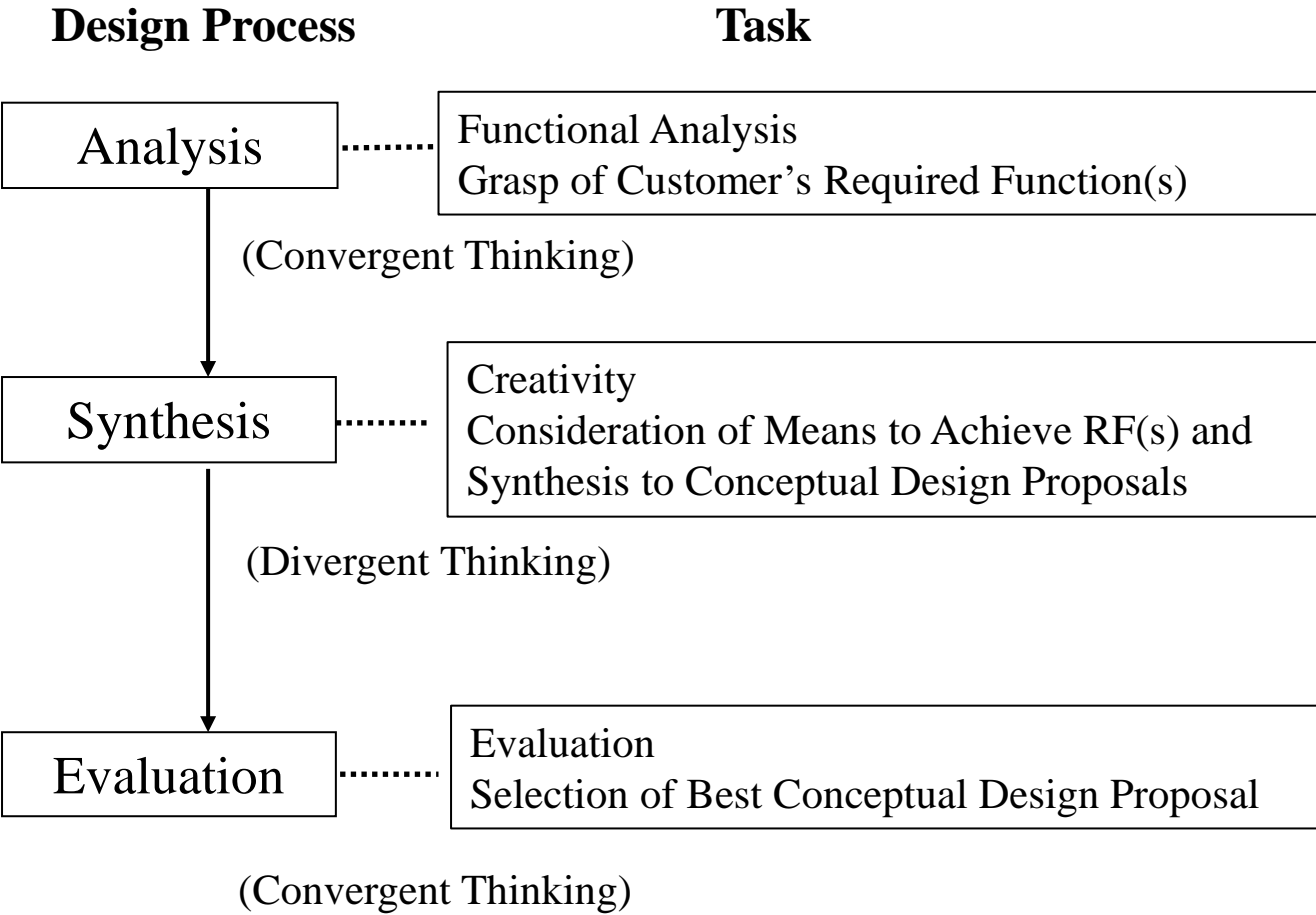 Design Process
Task
Analysis
Functional Analysis
Grasp of Customer’s Required Function(s)
(Convergent Thinking)
Synthesis
Creativity
Consideration of Means to Achieve RF(s) and
Synthesis to Conceptual Design Proposals
(Divergent Thinking)
Evaluation
Evaluation
Selection of Best Conceptual Design Proposal
(Convergent Thinking)